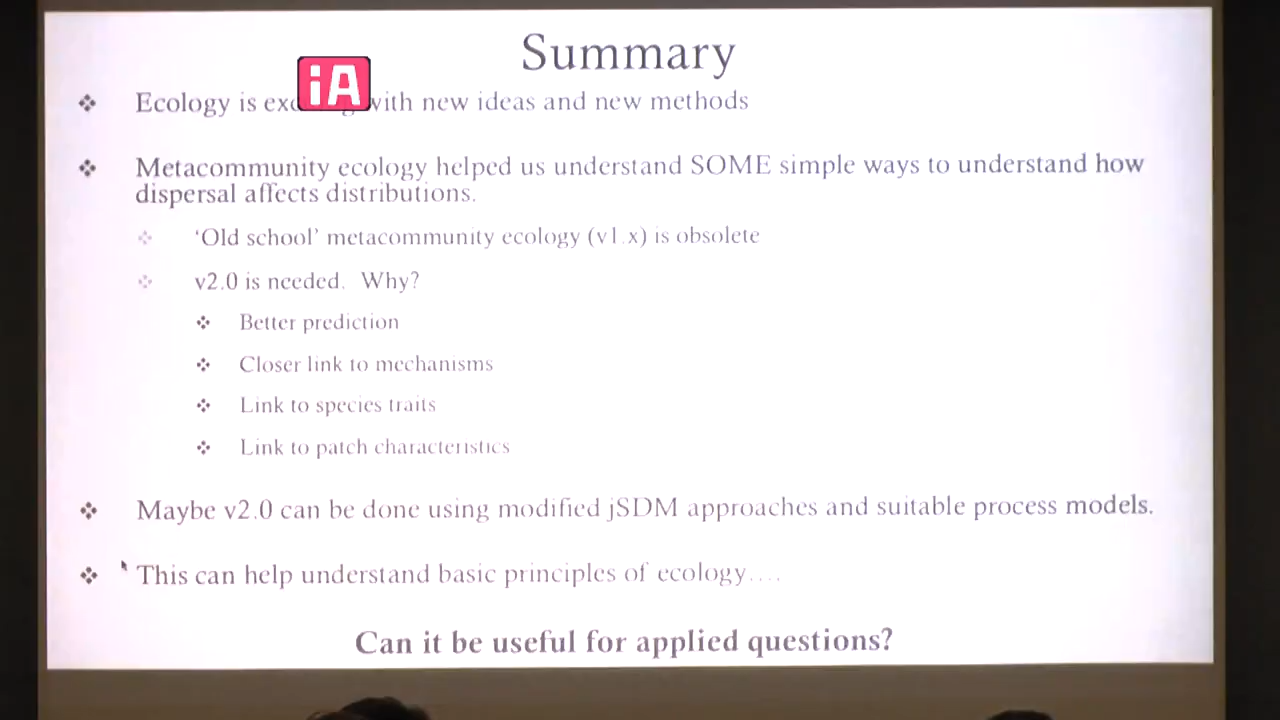 Summary
iA
Ecology is with new ideas and new methods
Metacommunity ecology helped us understand SOME simple ways to understand how
dispersal affects distributions.
'Old school' metacommunity ecology (v1.x) is obsolete
v2.0 is needed. Why?
Better prediction
Closer link to mechanisms
Link to species traits
Link to patch characteristics
Maybe v2.0 can be done using modified jSDM approaches and suitable process models.
This can help understand basic principles of ecology....
Can it be useful for applied questions?